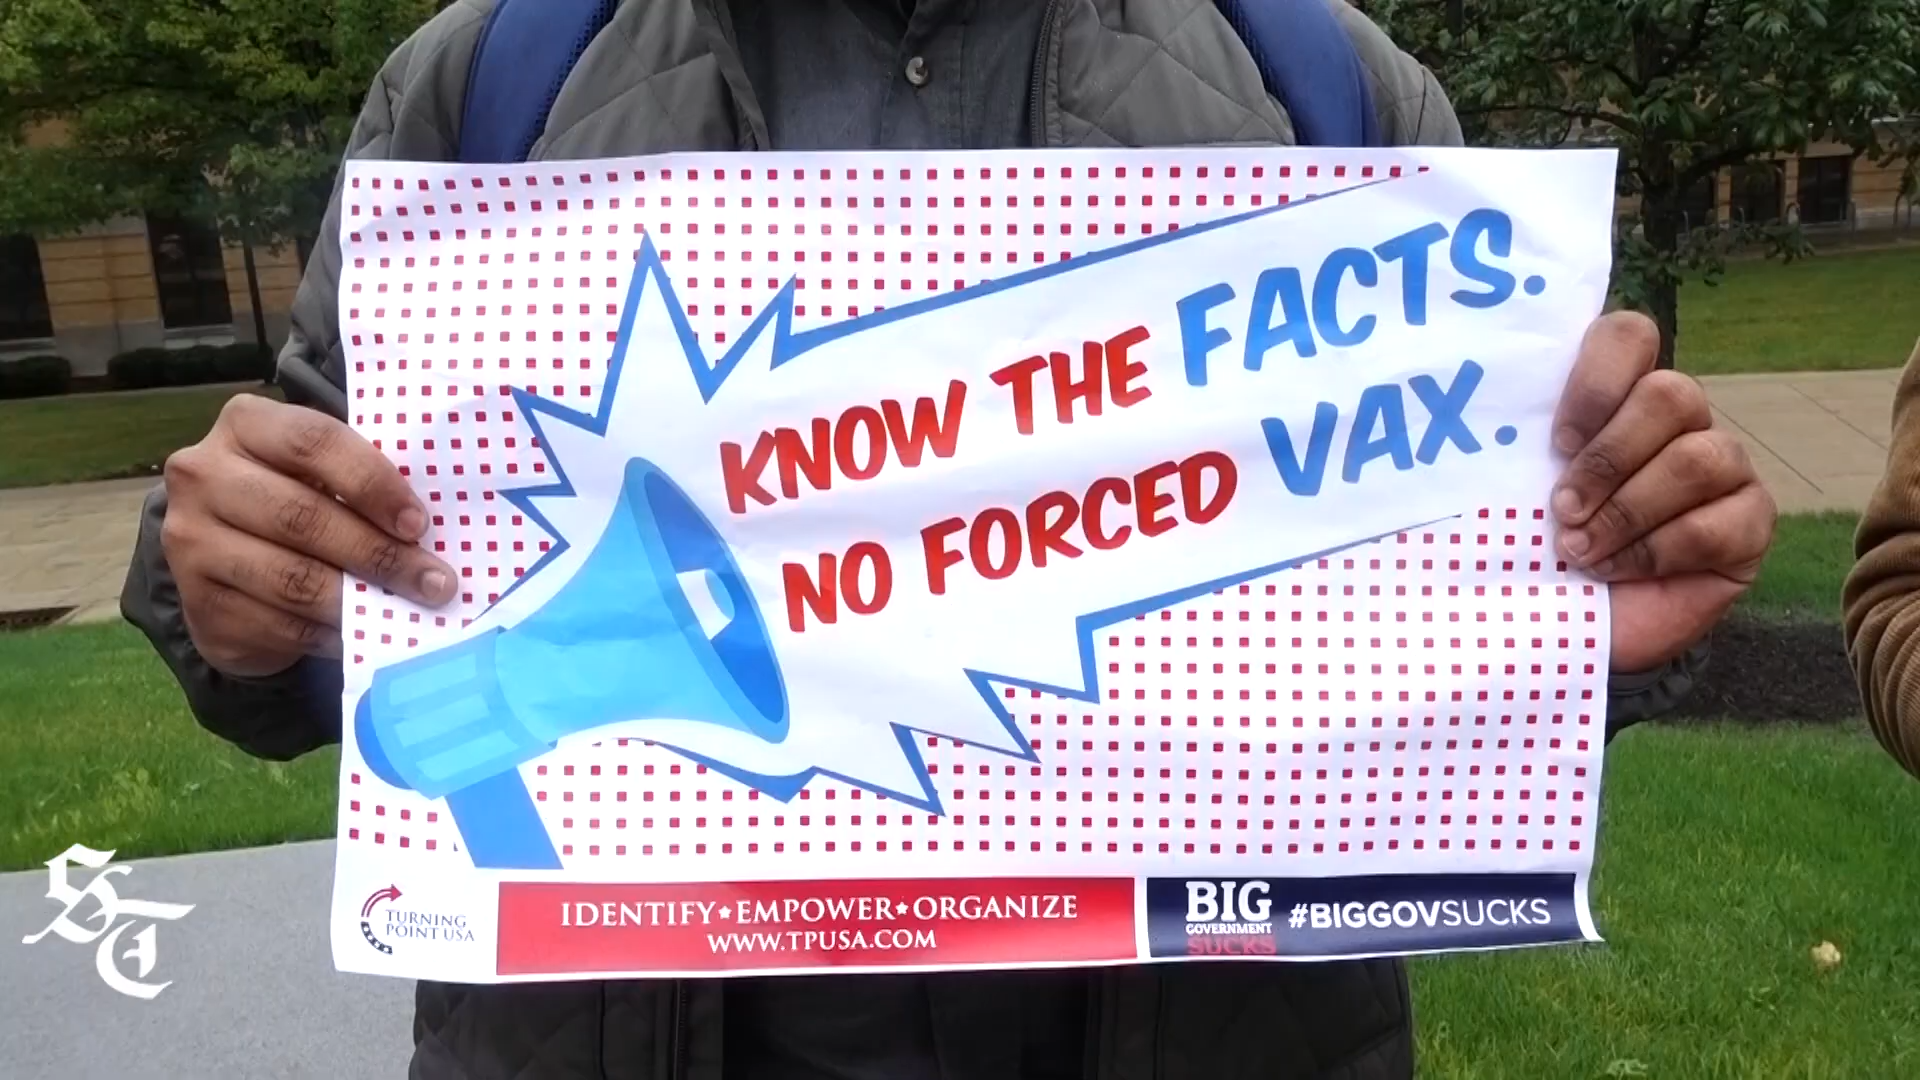 KNOW THE FACTS.
NO FORCED VAX.
TURNING
POINT USA
IDENTIFY★EMPOWER★ORGANIZE
WWW.TPUSA.COM
BIG
GOVERNMENT
SUCKS
#BIGGOVSUCKS
ST